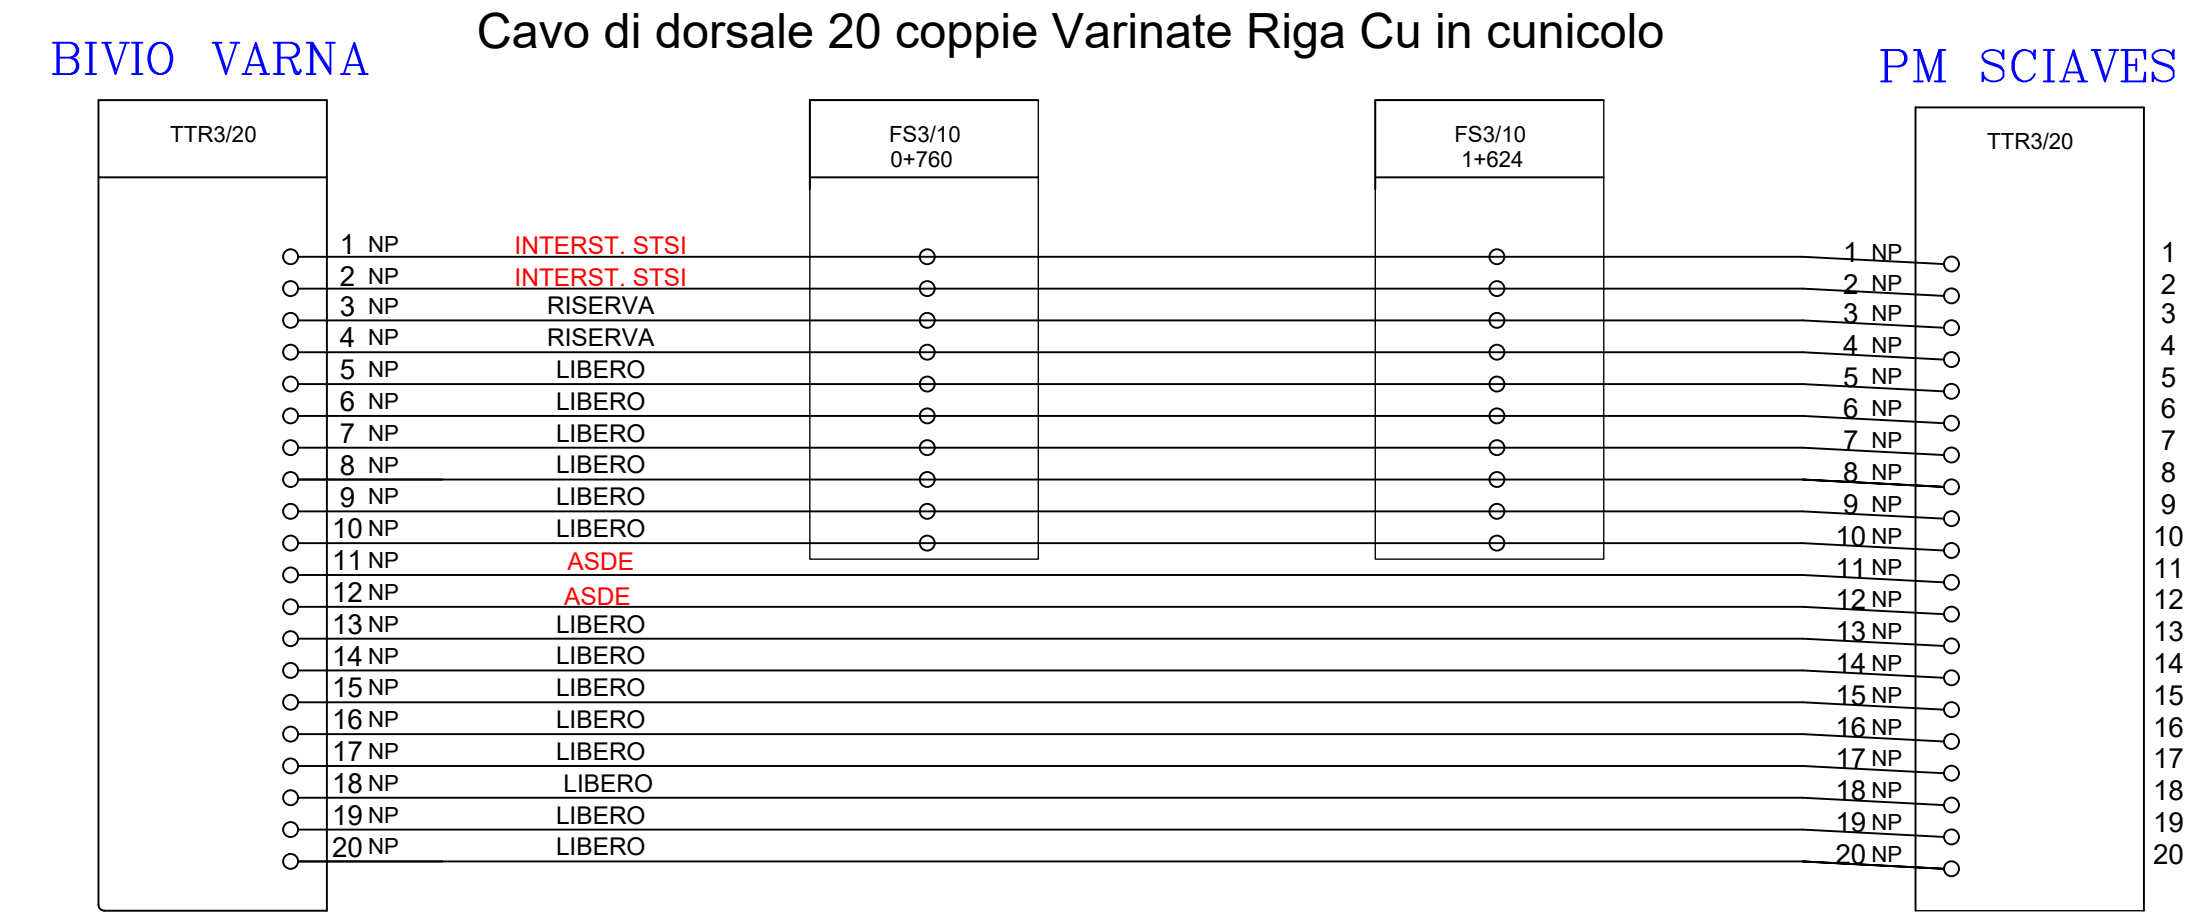 Cavo di dorsale 20 coppie Varinate Riga Cu in cunicolo
BIVIO VARNA
PM SCIAVES
TTR3/20
FS3/10
0+760
FS3/10
1+624
TTR3/20
1 NP INTERST. STSI 1 NP 1
2 NP INTERST. STSI 2 NP 2
3 NP RISERVA 3 NP 3
4 NP RISERVA 4 NP 4
5 NP LIBERO 5 NP 5
6 NP LIBERO 6 NP 6
7 NP LIBERO 7 NP 7
8 NP LIBERO 8 NP 8
9 NP LIBERO 9 NP 9
10 NP LIBERO 10 NP 10
11 NP ASDE 11 NP 11
12 NP ASDE 12 NP 12
13 NP LIBERO 13 NP 13
14 NP LIBERO 14 NP 14
15 NP LIBERO 15 NP 15
16 NP LIBERO 16 NP 16
17 NP LIBERO 17 NP 17
18 NP LIBERO 18 NP 18
19 NP LIBERO 19 NP 19
20 NP LIBERO 20 NP 20